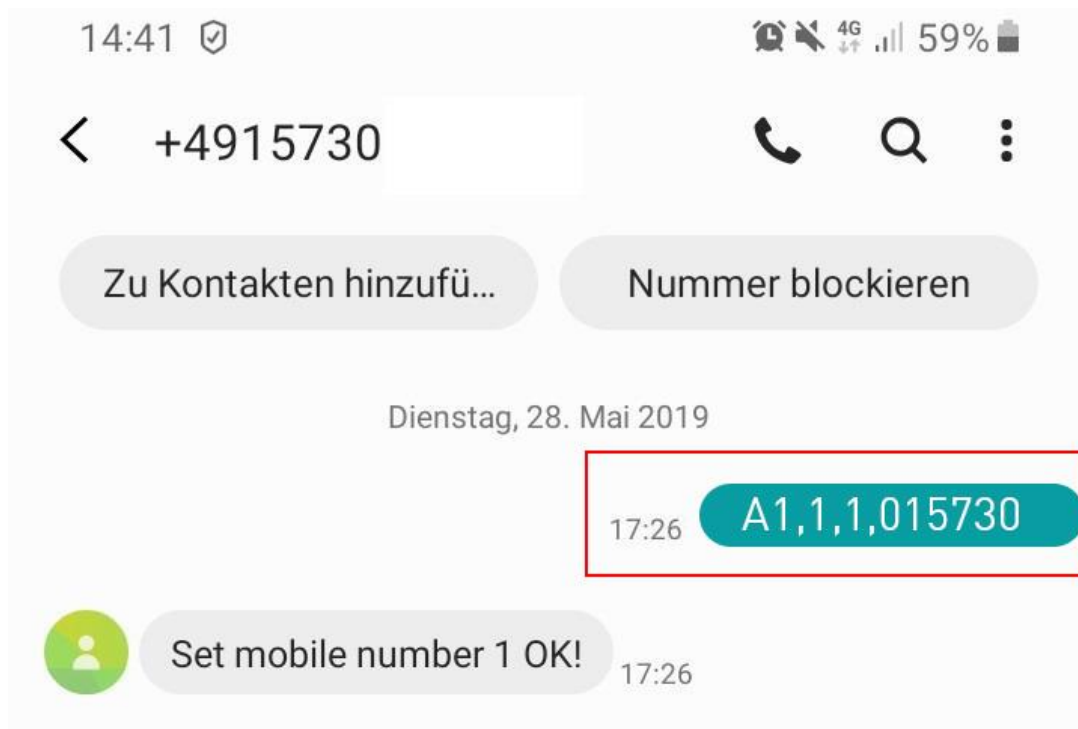 14:41 4G 59%
+4915730
Zu Kontakten hinzufü... Nummer blockieren
Dienstag, 28. Mai 2019
17:26 A1,1,1,015730
Set mobile number 1 OK! 17:26